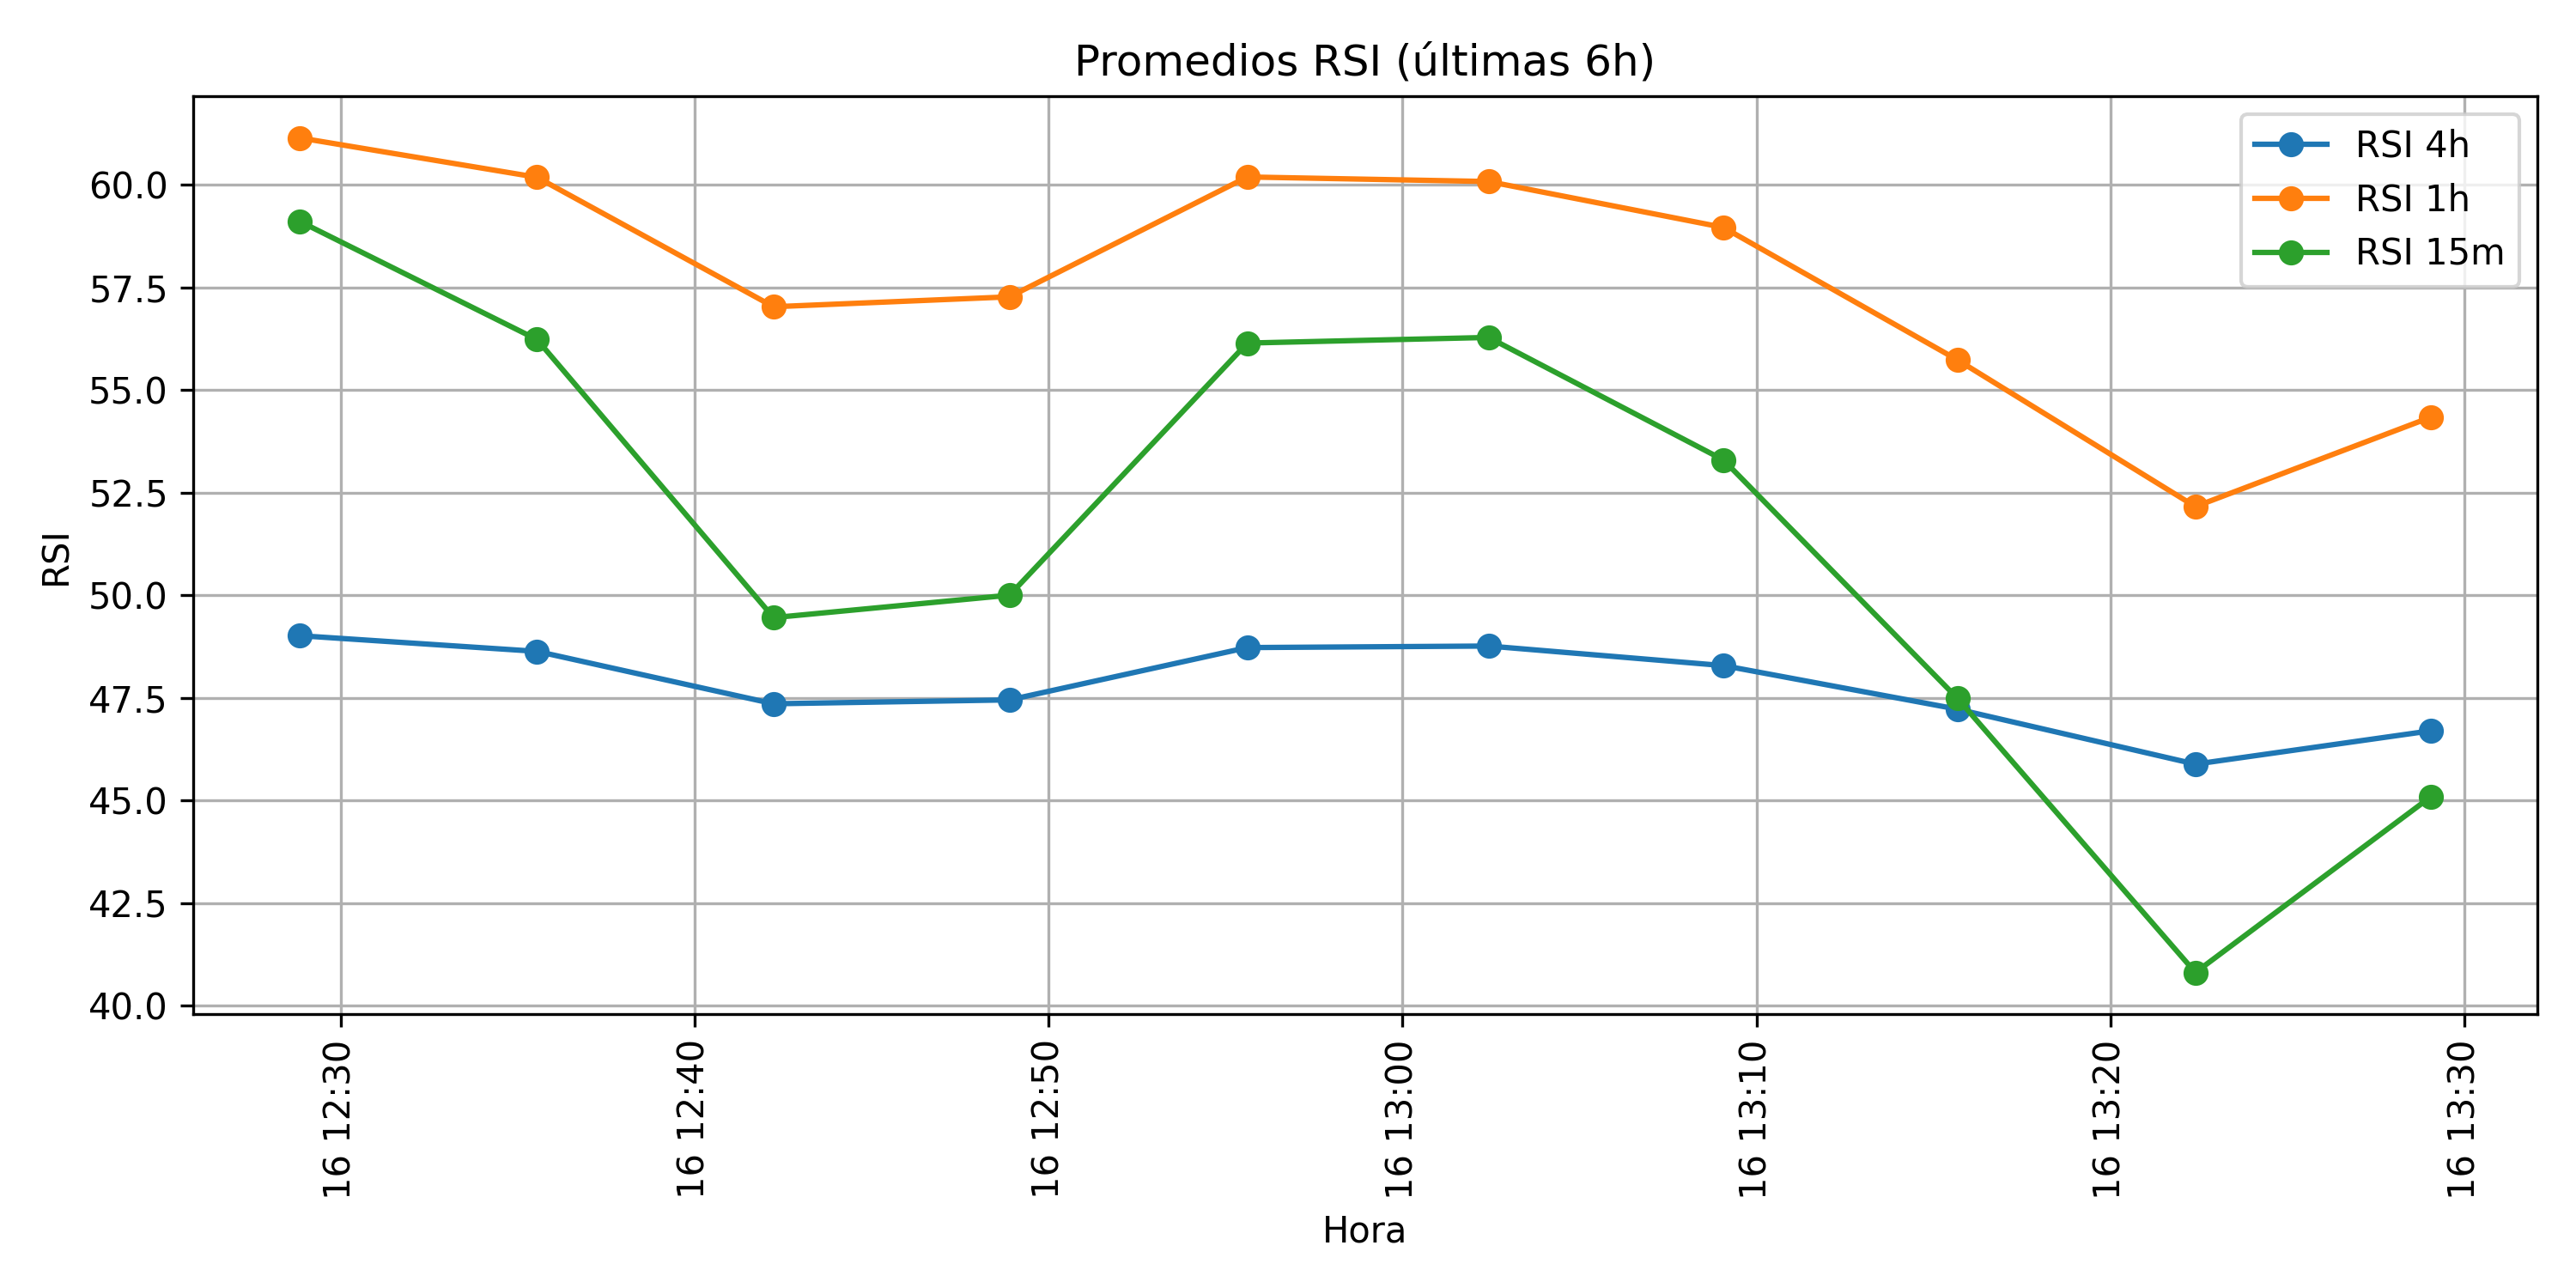 Promedios RSI (últimas 6h)
RSI 4h
RSI 1h
RSI 15m
60.0
57.5
55.0
52.5
50.0
47.5
45.0
42.5
40.0
RSI
16 12:30
16 12:40
16 12:50
16 13:00
16 13:10
16 13:20
16 13:30
Hora